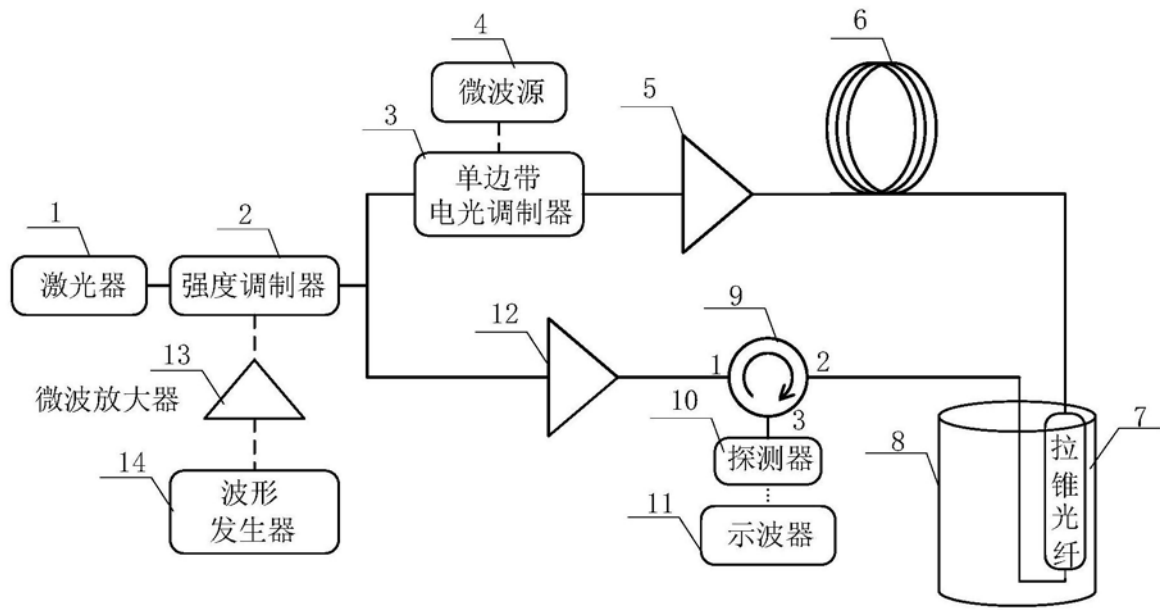 4
微波源
6
5
3
单边带
电光调制器
1
激光器
2
强度调制器
12
9
1
2
3
13
微波放大器
10
探测器
14
波形
发生器
11
示波器
8
7
拉
锥
光
纤